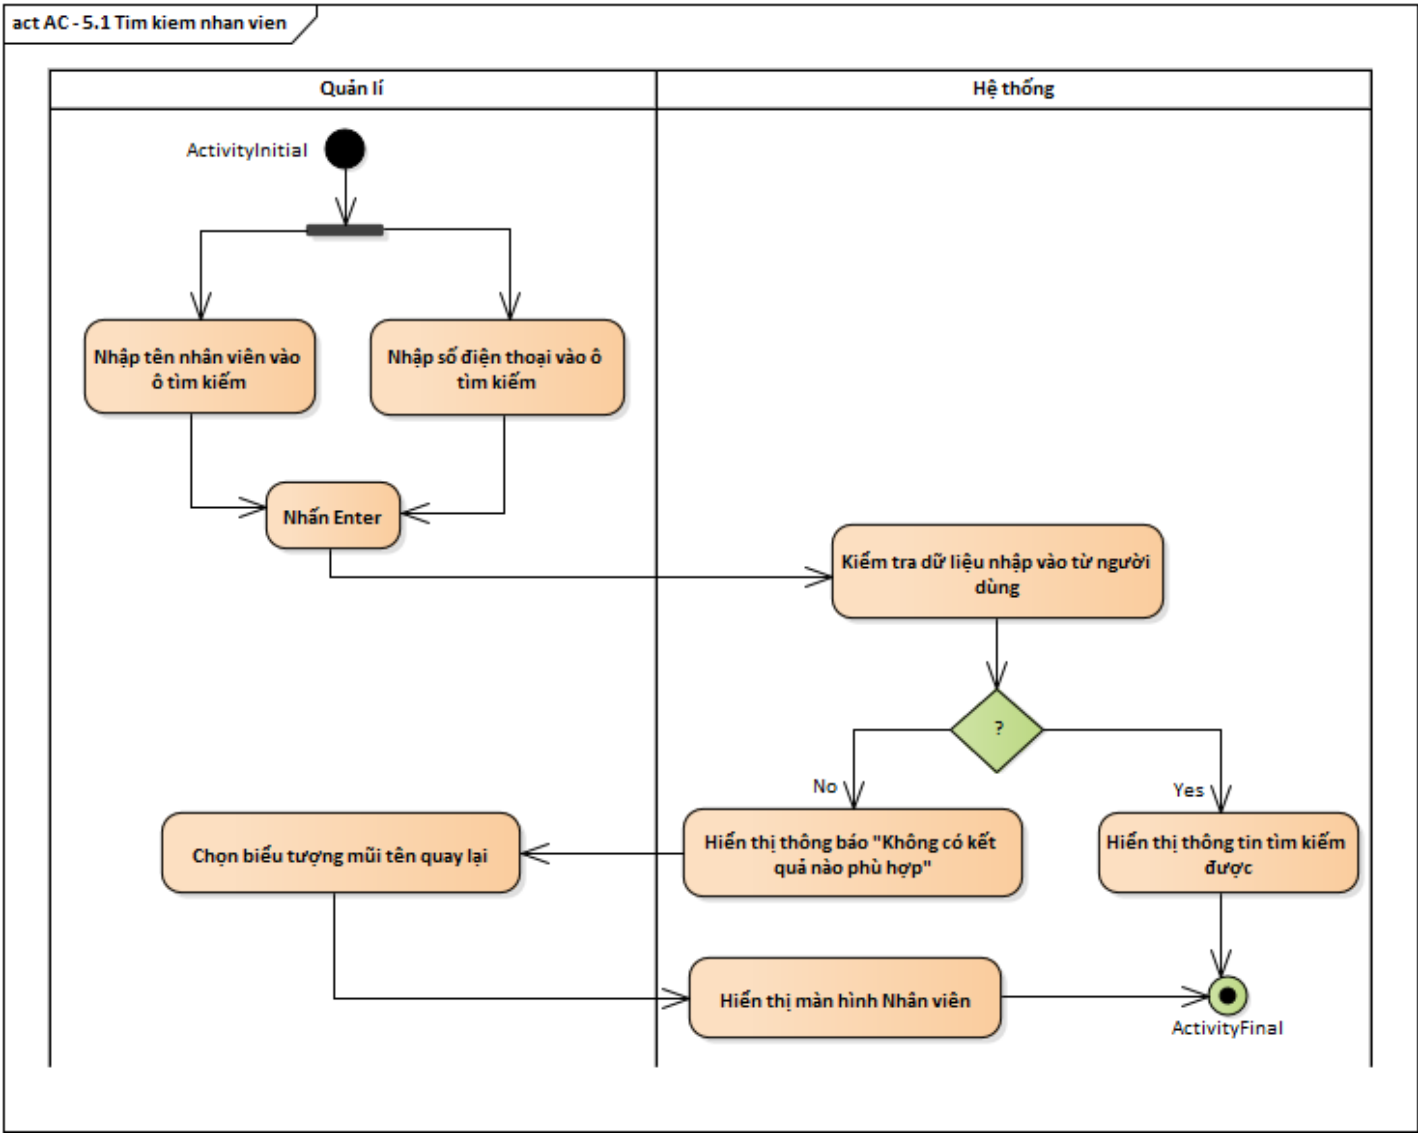 act AC - 5.1 Tim kiem nhan vien
Quản lí
Hệ thống
ActivityInitial
Nhập tên nhân viên vào
ô tìm kiếm
Nhập số điện thoại vào ô
tìm kiếm
Nhấn Enter
Kiểm tra dữ liệu nhập vào từ người
dùng
?
No
Yes
Chọn biểu tượng mũi tên quay lại
Hiển thị thông báo "Không có kết
quả nào phù hợp"
Hiển thị thông tin tìm kiếm
được
Hiển thị màn hình Nhân viên
ActivityFinal